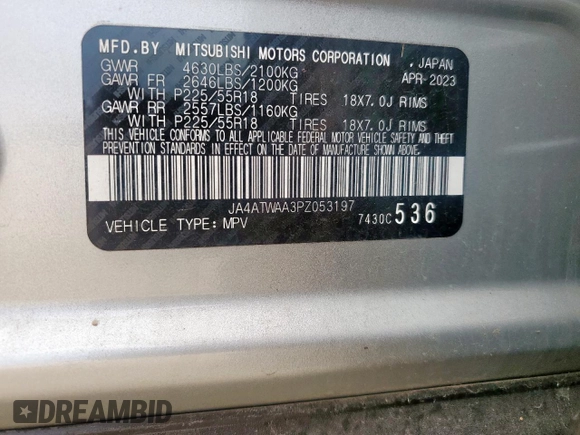 MFD.BY MITSUBISHI MOTORS CORPORATION ,JAPAN
GVWR 4630LBS/2100KG APR-2023
GAWR FR 2646LBS/1200KG
WITH P225/55R18 TIRES 18X7.0J RIMS
GAWR RR 2557LBS/1160KG
WITH P225/55R18 TIRES 18X7.0J RIMS
THIS VEHICLE CONFORMS TO ALL APPLICABLE FEDERAL MOTOR VEHICLE SAFETY AND THEFT
PREVENTION STANDARDS IN EFFECT ON THE DATE OF MANUFACTURE SHOWN ABOVE.
JA4ATWAA3PZ053197
VEHICLE TYPE: MPV 7430C 536
DREAMBID